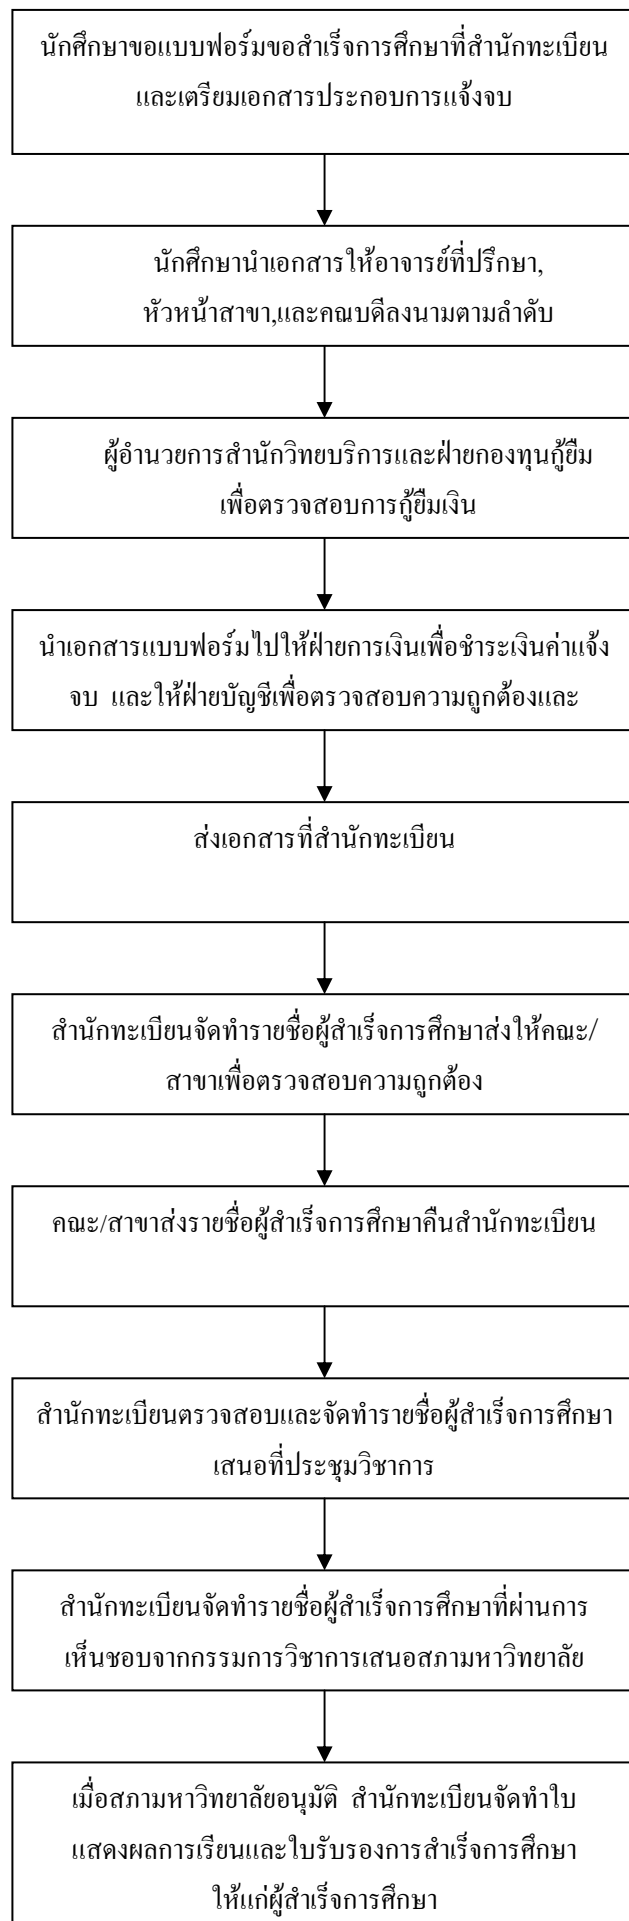 นักศึกษาขอแบบฟอร์มขอสำเร็จการศึกษาที่สำนักทะเบียน
และเตรียมเอกสารประกอบการแจ้งจบ
นักศึกษานำเอกสารให้อาจารย์ที่ปรึกษา,
หัวหน้าสาขา,และคณบดีลงนามตามลำดับ
ผู้อำนวยการสำนักวิทยบริการและฝ่ายกองทุนกู้ยืม
เพื่อตรวจสอบการกู้ยืมเงิน
นำเอกสารแบบฟอร์มไปให้ฝ่ายการเงินเพื่อชำระเงินค่าแจ้ง
จบ และให้ฝ่ายบัญชีเพื่อตรวจสอบความถูกต้องและ
ส่งเอกสารที่สำนักทะเบียน
สำนักทะเบียนจัดทำรายชื่อผู้สำเร็จการศึกษาส่งให้คณะ/
สาขาเพื่อตรวจสอบความถูกต้อง
คณะ/สาขาส่งรายชื่อผู้สำเร็จการศึกษาคืนสำนักทะเบียน
สำนักทะเบียนตรวจสอบและจัดทำรายชื่อผู้สำเร็จการศึกษา
เสนอที่ประชุมวิชาการ
สำนักทะเบียนจัดทำรายชื่อผู้สำเร็จการศึกษาที่ผ่านการ
เห็นชอบจากกรรมการวิชาการเสนอสภามหาวิทยาลัย
เมื่อสภามหาวิทยาลัยอนุมัติ สำนักทะเบียนจัดทำใบ
แสดงผลการเรียนและใบรับรองการสำเร็จการศึกษา
ให้แก่ผู้สำเร็จการศึกษา